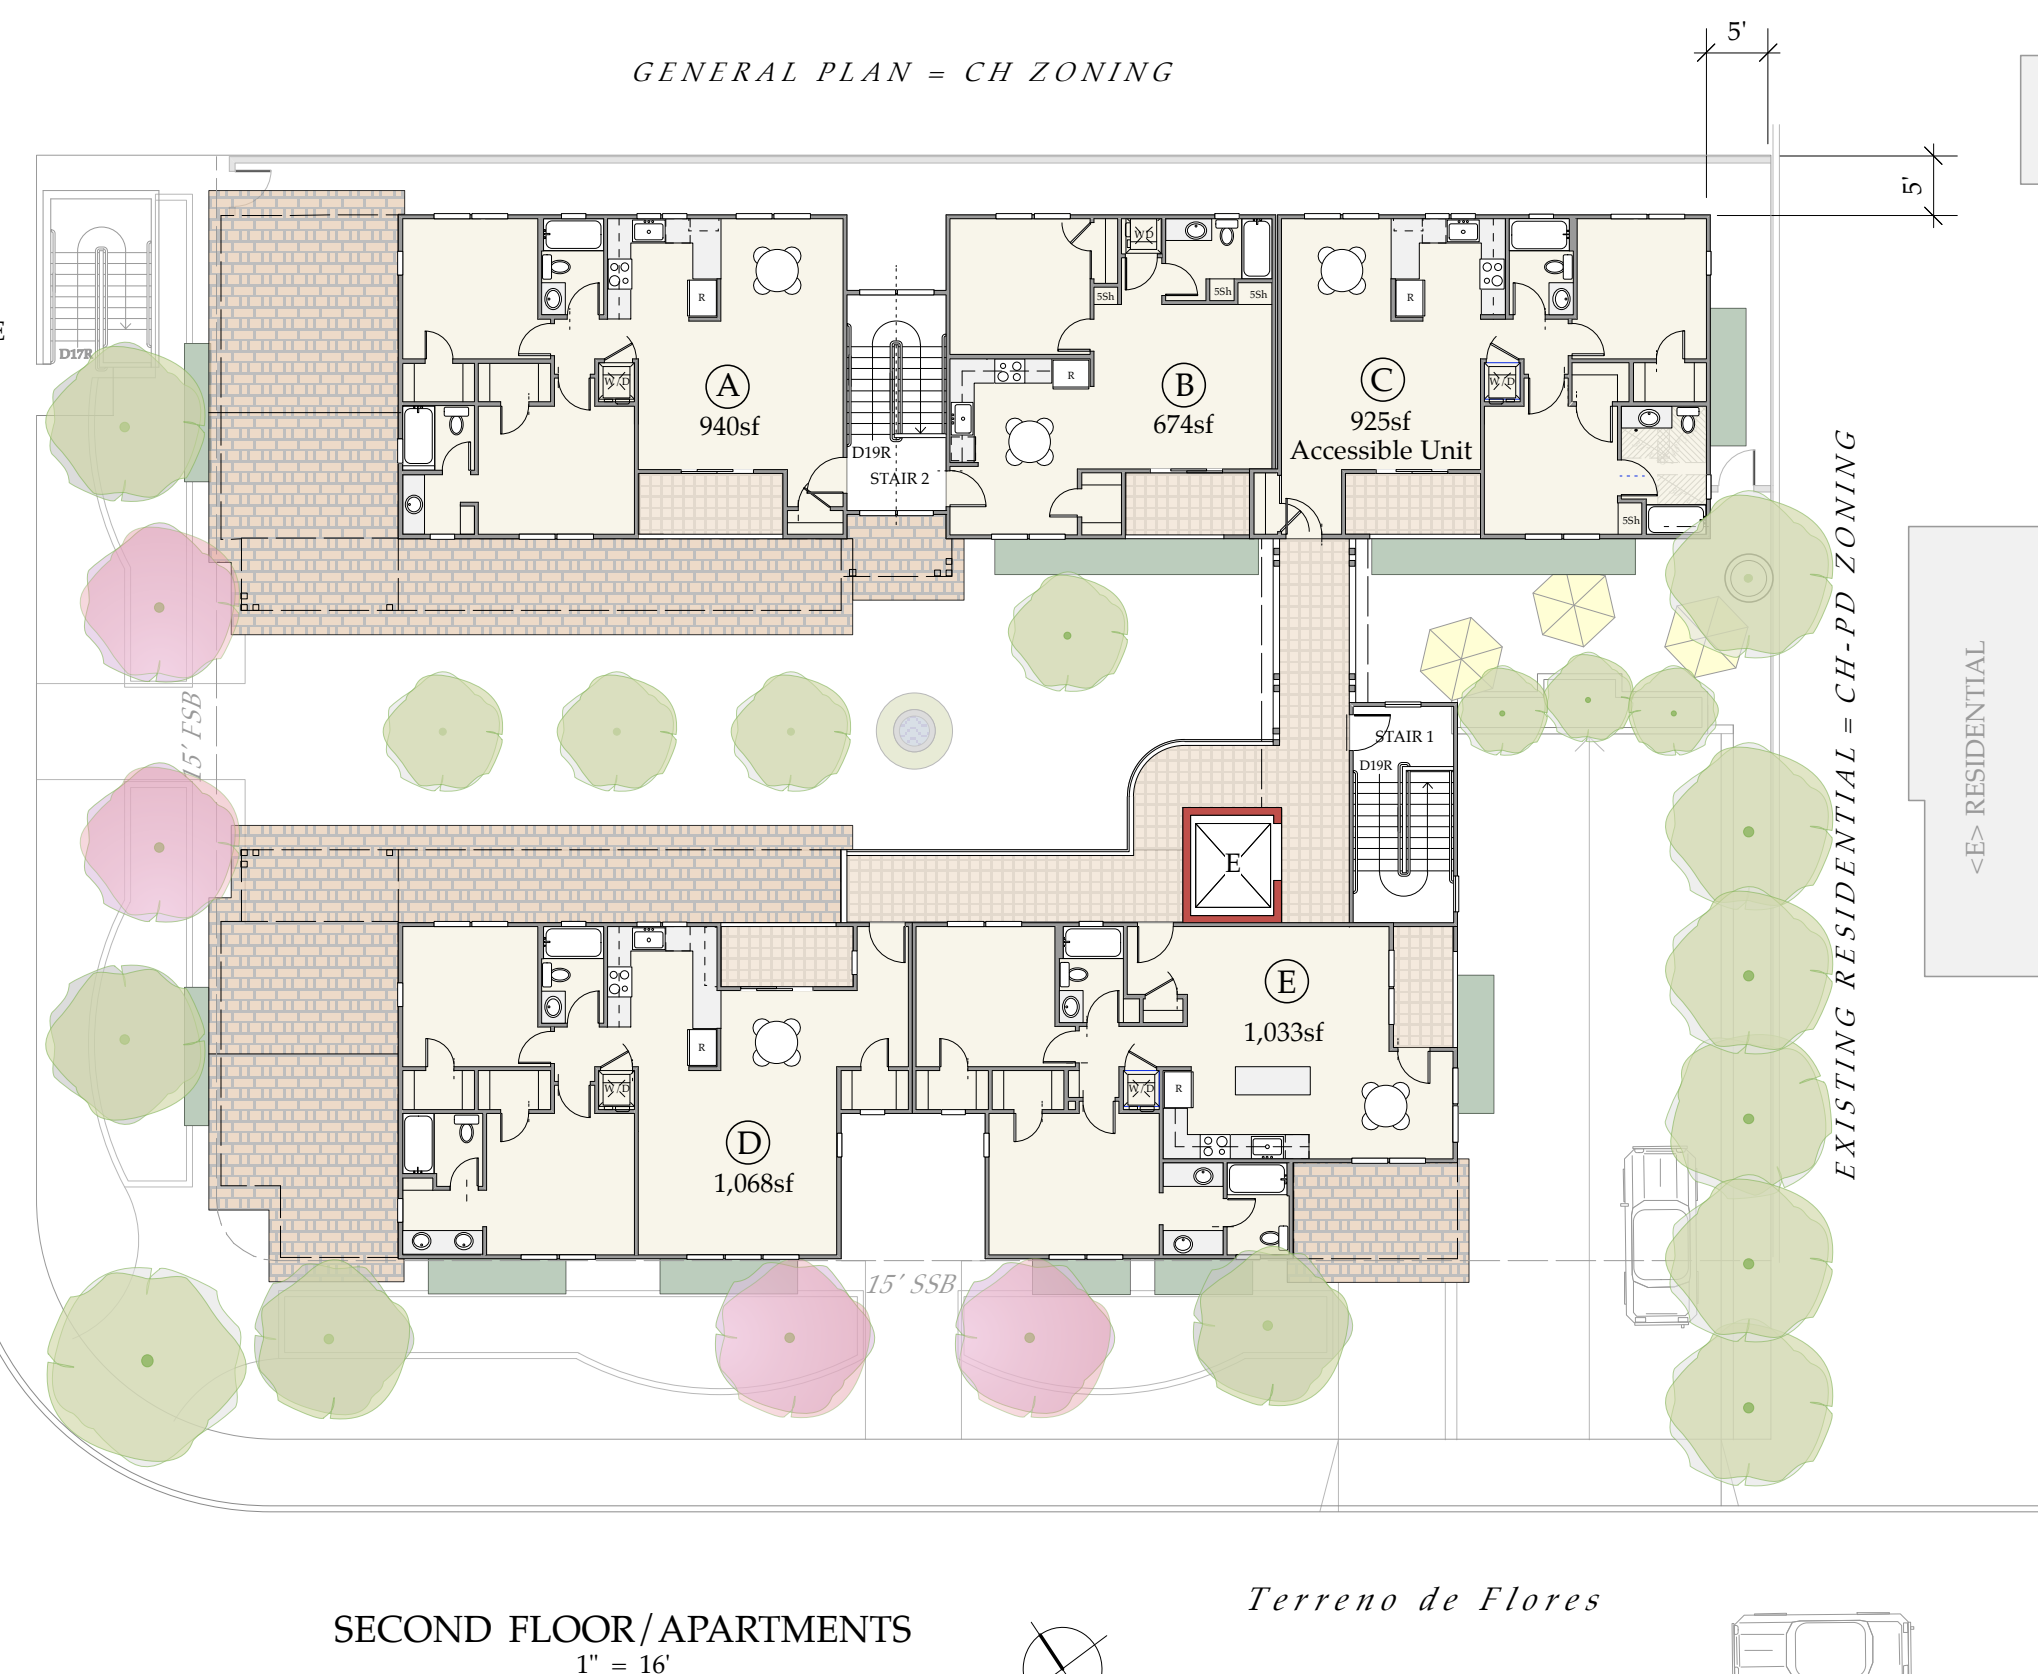 5'
GENERAL PLAN = CH ZONING
5'
D17R
R
W/D
A
940sf
D19R
STAIR 2
WD
5Sh
5Sh
5Sh
R
B
674sf
R
W/D
C
925sf
Accessible Unit
5Sh
EXISTING RESIDENTIAL = CH-PD ZONING
<E> RESIDENTIAL
15' FSB
STAIR 1
D19R
E
R
W/D
D
1,068sf
E
1,033sf
W/D
R
15' SSB
Terreno de Flores
SECOND FLOOR/APARTMENTS
1" = 16'